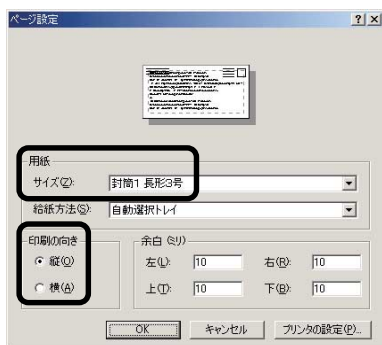 ページ設定
用紙
サイズ(Z): 封筒1 長形3号
給紙方法(S): 自動選択トレイ
印刷の向き
縦(O)
横(A)
余白 (ミリ)
左(L): 10 右(R): 10
上(T): 10 下(B): 10
OK キャンセル プリンタの設定(P)...